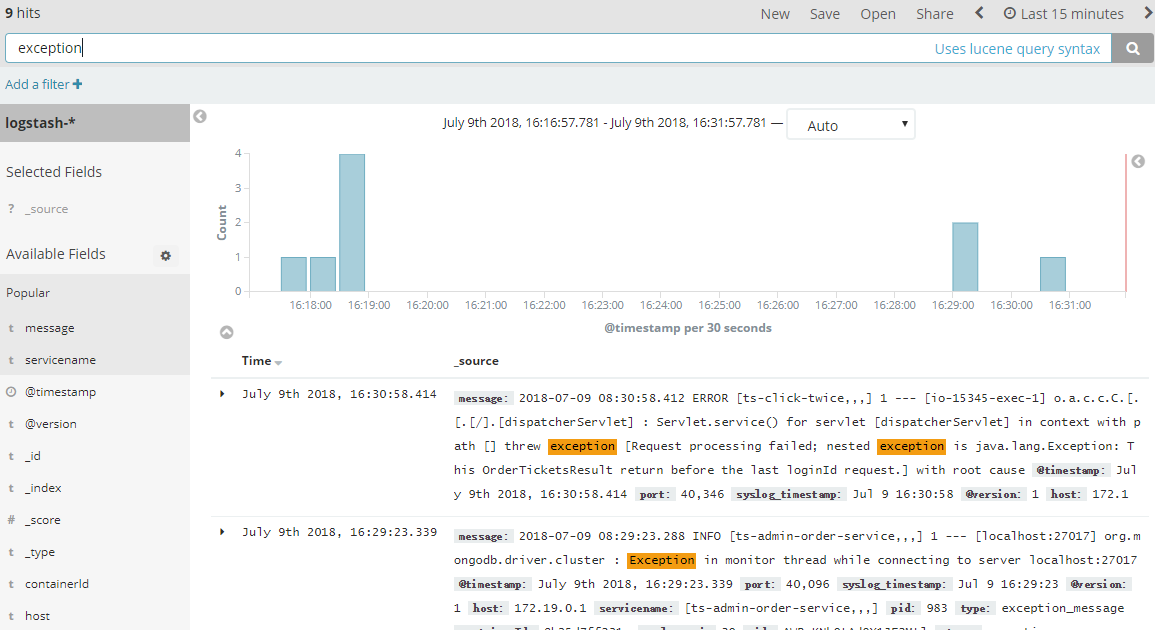 9 hits
New Save Open Share Last 15 minutes
exception
Uses lucene query syntax
Add a filter
logstash-*
Selected Fields
? _source
Available Fields
Popular
t message
t servicename
@timestamp
t @version
t _id
t _index
# _score
t _type
t containerId
t host
July 9th 2018, 16:16:57.781 - July 9th 2018, 16:31:57.781 — Auto
Count
4
3
2
1
0
16:18:00 16:19:00 16:20:00 16:21:00 16:22:00 16:23:00 16:24:00 16:25:00 16:26:00 16:27:00 16:28:00 16:29:00 16:30:00 16:31:00
@timestamp per 30 seconds
Time _source
July 9th 2018, 16:30:58.414
message: 2018-07-09 08:30:58.412 ERROR [ts-click-twice,,,] 1 --- [io-15345-exec-1] o.a.c.c.C.[.
[.[/].[dispatcherServlet] : Servlet.service() for servlet [dispatcherServlet] in context with p
ath [] threw exception [Request processing failed; nested exception is java.lang.Exception: T
his OrderTicketsResult return before the last loginId request.] with root cause @timestamp: Jul
y 9th 2018, 16:30:58.414 port: 40,346 syslog_timestamp: Jul 9 16:30:58 @version: 1 host: 172.1
July 9th 2018, 16:29:23.339
message: 2018-07-09 08:29:23.288 INFO [ts-admin-order-service,,,] 1 --- [localhost:27017] org.m
ongodb.driver.cluster : Exception in monitor thread while connecting to server localhost:27017
@timestamp: July 9th 2018, 16:29:23.339 port: 40,096 syslog_timestamp: Jul 9 16:29:23 @version:
1 host: 172.19.0.1 servicename: [ts-admin-order-service,,,] pid: 983 type: exception_message